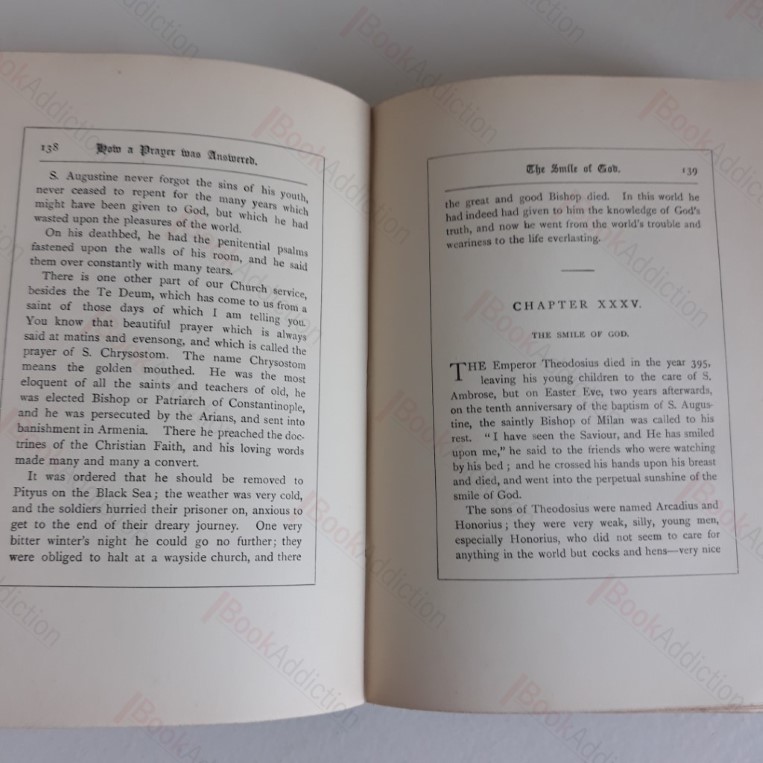 138 How a Prayer was Answered.
S. Augustine never forgot the sins of his youth,
never ceased to repent for the many years which
might have been given to God, but which he had
wasted upon the pleasures of the world.
On his deathbed, he had the penitential psalms
fastened upon the walls of his room, and he said
them over constantly with many tears.
There is one other part of our Church service,
besides the Te Deum, which has come to us from a
saint of those days of which I am telling you.
You know that beautiful prayer which is always
said at matins and evensong, and which is called the
prayer of S. Chrysostom. The name Chrysostom
means the golden mouthed. He was the most
eloquent of all the saints and teachers of old, he
was elected Bishop or Patriarch of Constantinople,
and he was persecuted by the Arians, and sent into
banishment in Armenia. There he preached the doc-
trines of the Christian Faith, and his loving words
made many and many a convert.
It was ordered that he should be removed to
Pityus on the Black Sea; the weather was very cold,
and the soldiers hurried their prisoner on, anxious to
get to the end of their dreary journey. One very
bitter winter's night he could go no further; they
were obliged to halt at a wayside church, and there
The Smile of God. 139
the great and good Bishop died. In this world he
had indeed had given to him the knowledge of God's
truth, and now he went from the world's trouble and
weariness to the life everlasting.
CHAPTER XXXV.
THE SMILE OF GOD.
THE Emperor Theodosius died in the year 395,
leaving his young children to the care of S.
Ambrose, but on Easter Eve, two years afterwards,
on the tenth anniversary of the baptism of S. Augus-
tine, the saintly Bishop of Milan was called to his
rest. "I have seen the Saviour, and He has smiled
upon me," he said to the friends who were watching
by his bed; and he crossed his hands upon his breast
and died, and went into the perpetual sunshine of the
smile of God.
The sons of Theodosius were named Arcadius and
Honorius; they were very weak, silly, young men,
especially Honorius, who did not seem to care for
anything in the world but cocks and hens—very nice
BookAddiction